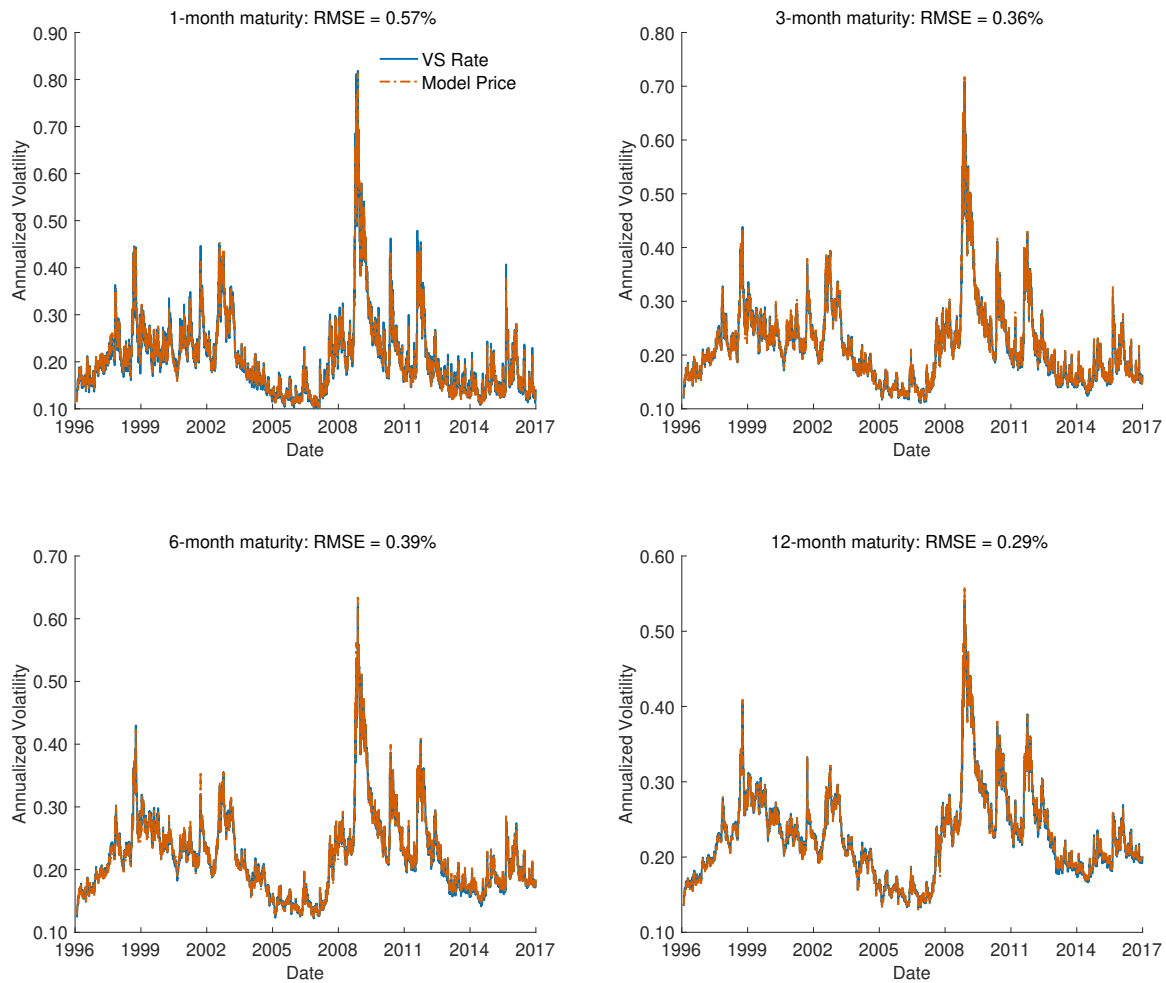 1-month maturity: RMSE = 0.57%
0.90
0.80
0.70
0.60
0.50
0.40
0.30
0.20
0.10
Annualized Volatility
VS Rate
Model Price
1996 1999 2002 2005 2008 2011 2014 2017
Date
3-month maturity: RMSE = 0.36%
0.80
0.70
0.60
0.50
0.40
0.30
0.20
0.10
Annualized Volatility
1996 1999 2002 2005 2008 2011 2014 2017
Date
6-month maturity: RMSE = 0.39%
0.70
0.60
0.50
0.40
0.30
0.20
0.10
Annualized Volatility
1996 1999 2002 2005 2008 2011 2014 2017
Date
12-month maturity: RMSE = 0.29%
0.60
0.50
0.40
0.30
0.20
0.10
Annualized Volatility
1996 1999 2002 2005 2008 2011 2014 2017
Date